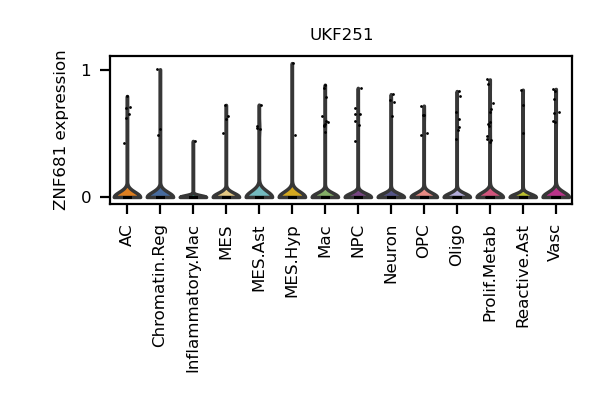 UKF251
ZNF681 expression
1
0
AC
Chromatin.Reg
Inflammatory.Mac
MES
MES.Ast
MES.Hyp
Mac
NPC
Neuron
OPC
Oligo
Prolif.Metab
Reactive.Ast
Vasc